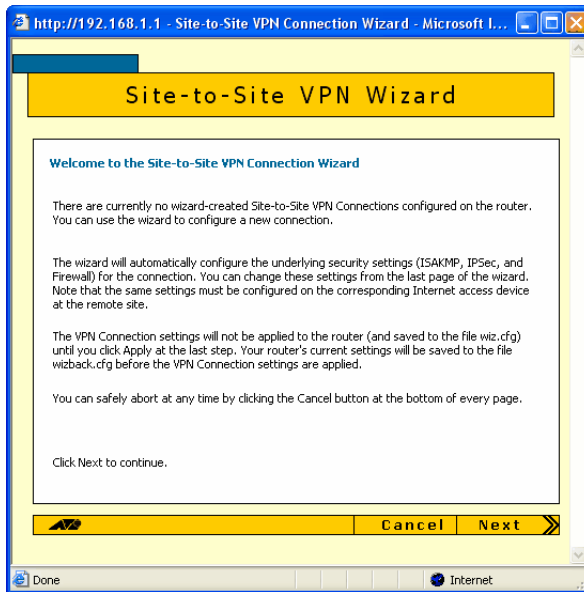 http://192.168.1.1 - Site-to-Site VPN Connection Wizard - Microsoft I...
Site-to-Site VPN Wizard
Welcome to the Site-to-Site VPN Connection Wizard
There are currently no wizard-created Site-to-Site VPN Connections configured on the router.
You can use the wizard to configure a new connection.
The wizard will automatically configure the underlying security settings (ISAKMP, IPSec, and
Firewall) for the connection. You can change these settings from the last page of the wizard.
Note that the same settings must be configured on the corresponding Internet access device
at the remote site.
The VPN Connection settings will not be applied to the router (and saved to the file wiz.cfg)
until you click Apply at the last step. Your router's current settings will be saved to the file
wizback.cfg before the VPN Connection settings are applied.
You can safely abort at any time by clicking the Cancel button at the bottom of every page.
Click Next to continue.
Cancel Next
Done Internet